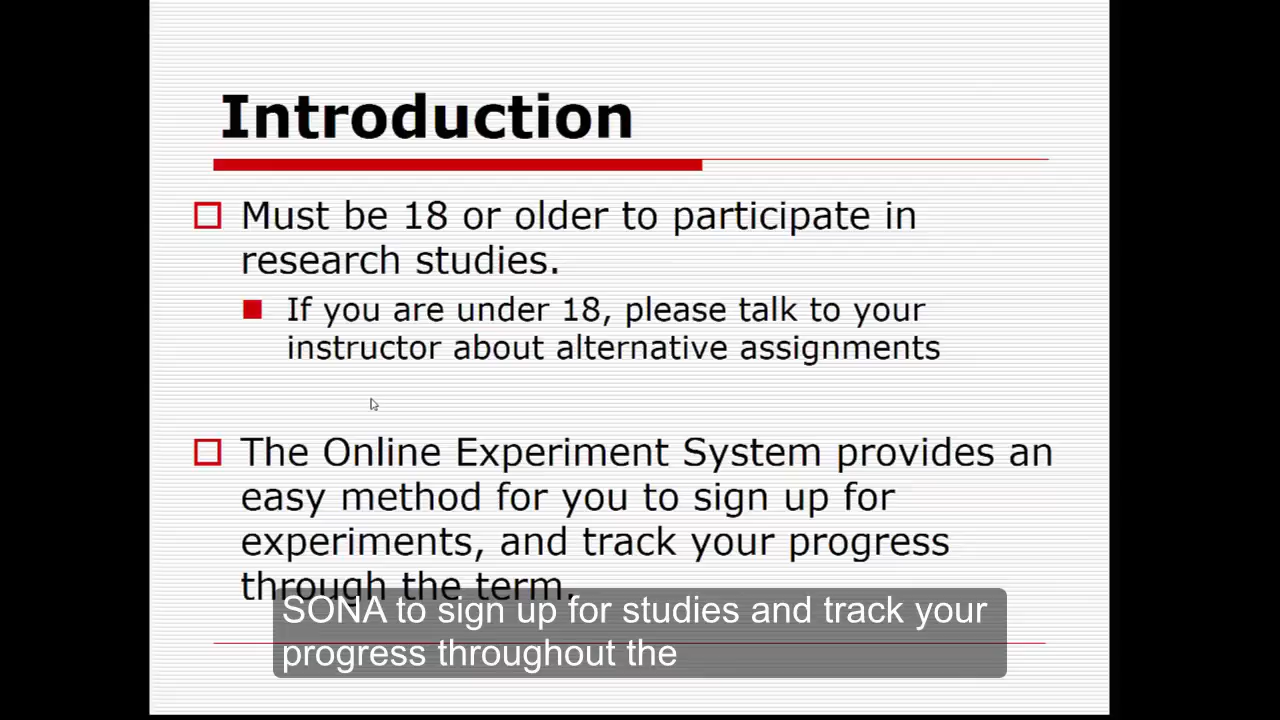 Introduction
Must be 18 or older to participate in
research studies.
If you are under 18, please talk to your
instructor about alternative assignments
The Online Experiment System provides an
easy method for you to sign up for
experiments, and track your progress
through the term.
SONA to sign up for studies and track your
progress throughout the